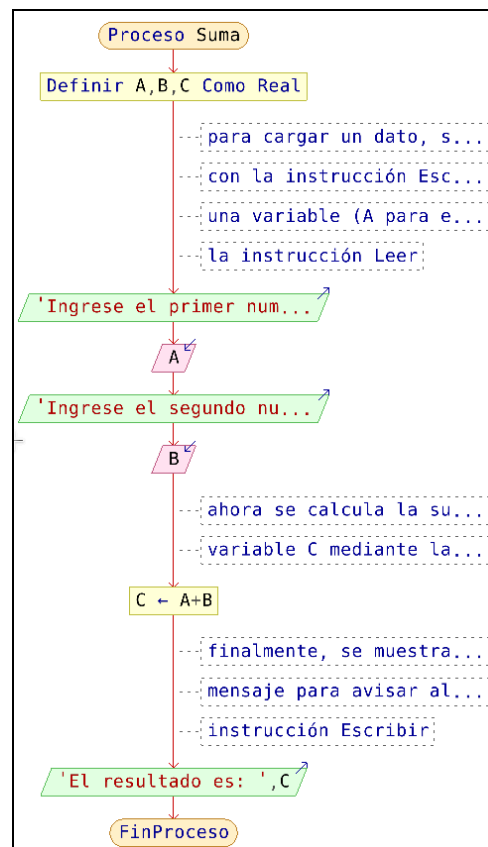 Proceso Suma
Definir A,B,C Como Real
para cargar un dato, s...
con la instrucción Esc...
una variable (A para e...
la instrucción Leer
'Ingrese el primer num...
A
'Ingrese el segundo nu...
B
ahora se calcula la su...
variable C mediante la...
C ← A+B
finalmente, se muestra...
mensaje para avisar al...
instrucción Escribir
'El resultado es: ',C
FinProceso